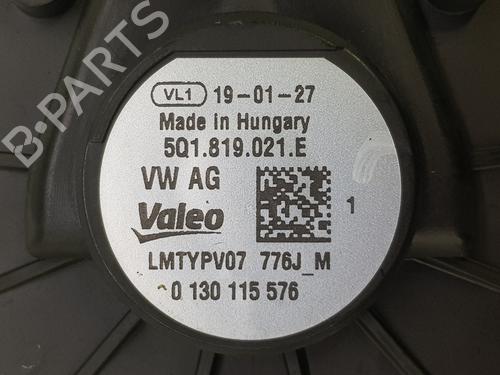 B-PARTS
VL1 19-01-27
Made in Hungary
5Q1.819.021.E
VW AG
Valeo
1
LMTYPV07 776J_M
0 130 115 576